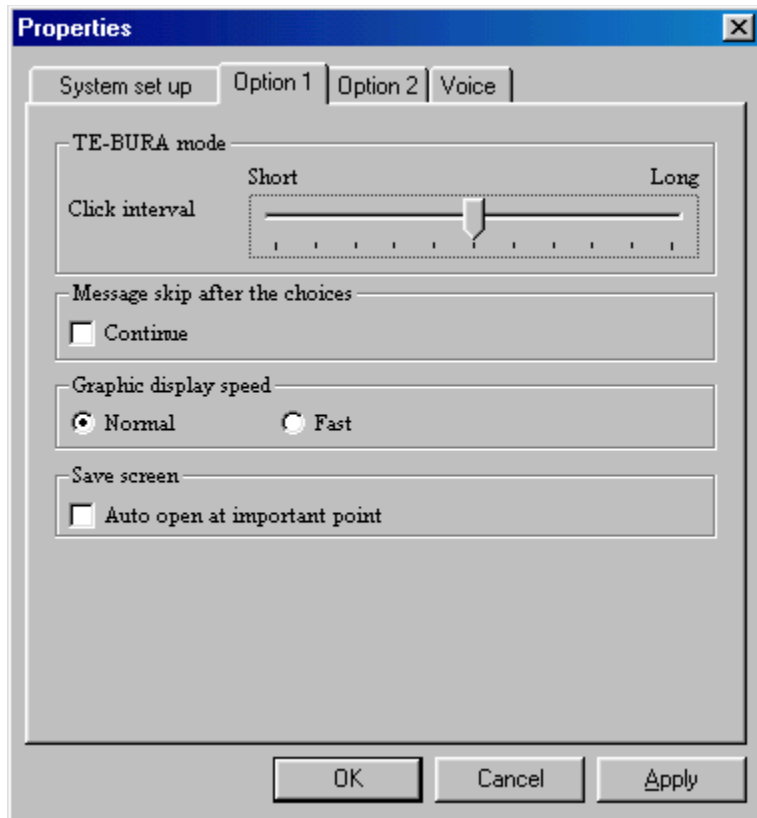 Properties
System set up Option 1 Option 2 Voice
TE-BURA mode
Short Long
Click interval
Message skip after the choices
Continue
Graphic display speed
Normal Fast
Save screen
Auto open at important point
OK Cancel Apply